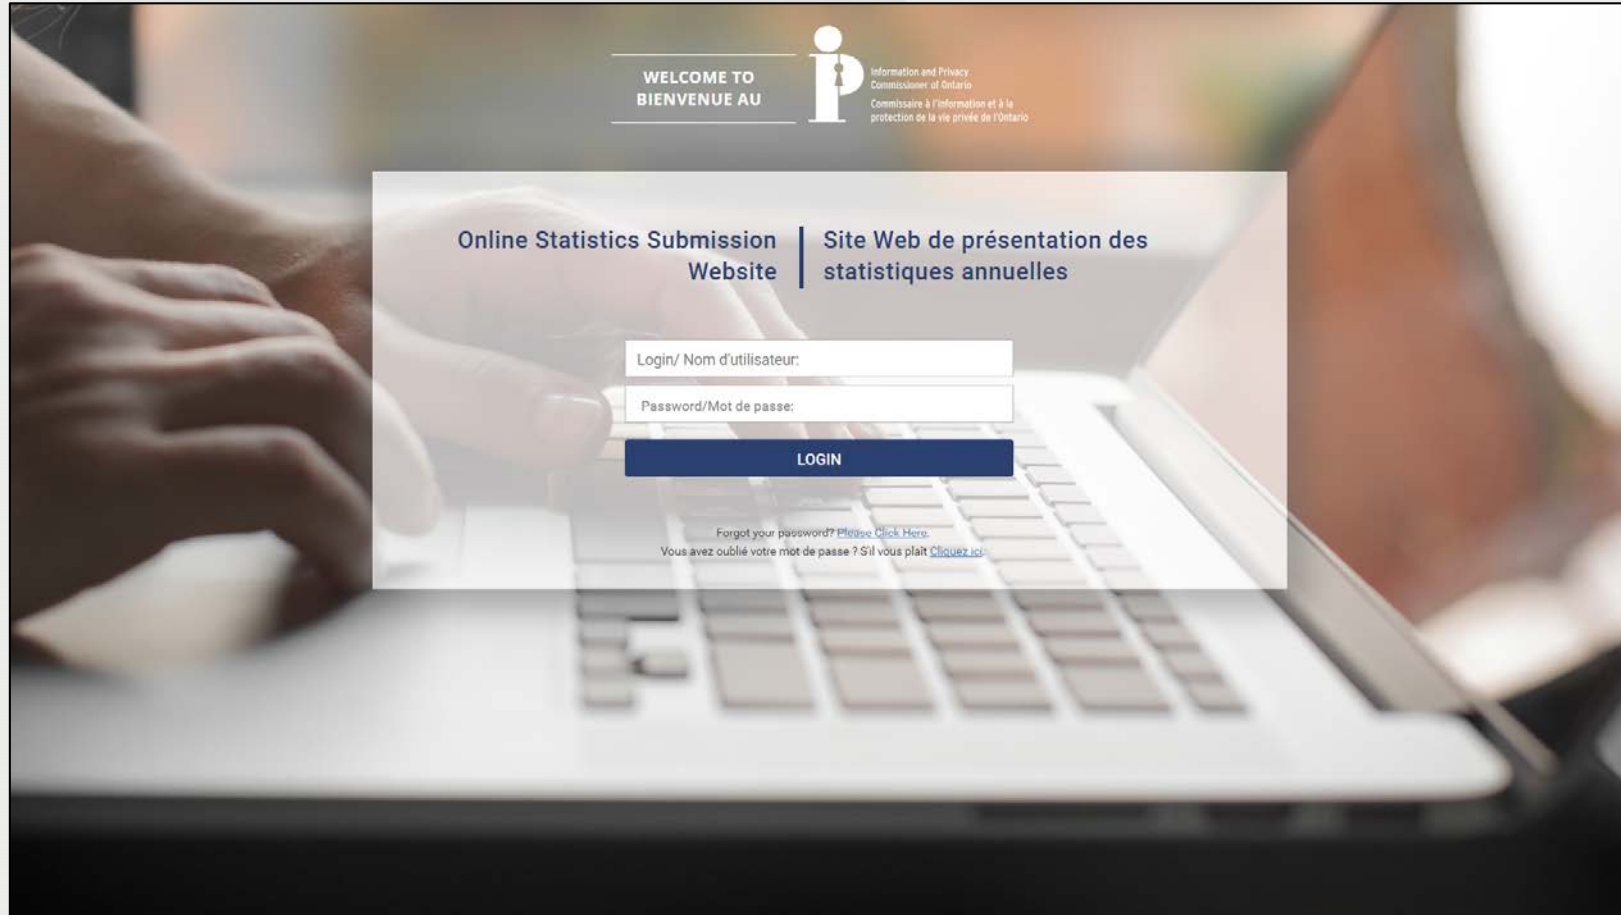 WELCOME TO
BIENVENUE AU
Information and Privacy
Commissioner of Ontario
Commissaire à l'information et à la
protection de la vie privée de l'Ontario
Online Statistics Submission
Website
Site Web de présentation des
statistiques annuelles
Login/ Nom d'utilisateur:
Password/Mot de passe:
LOGIN
Forgot your password? Please Click Here.
Vous avez oublié votre mot de passe ? S'il vous plaît Cliquez ici.